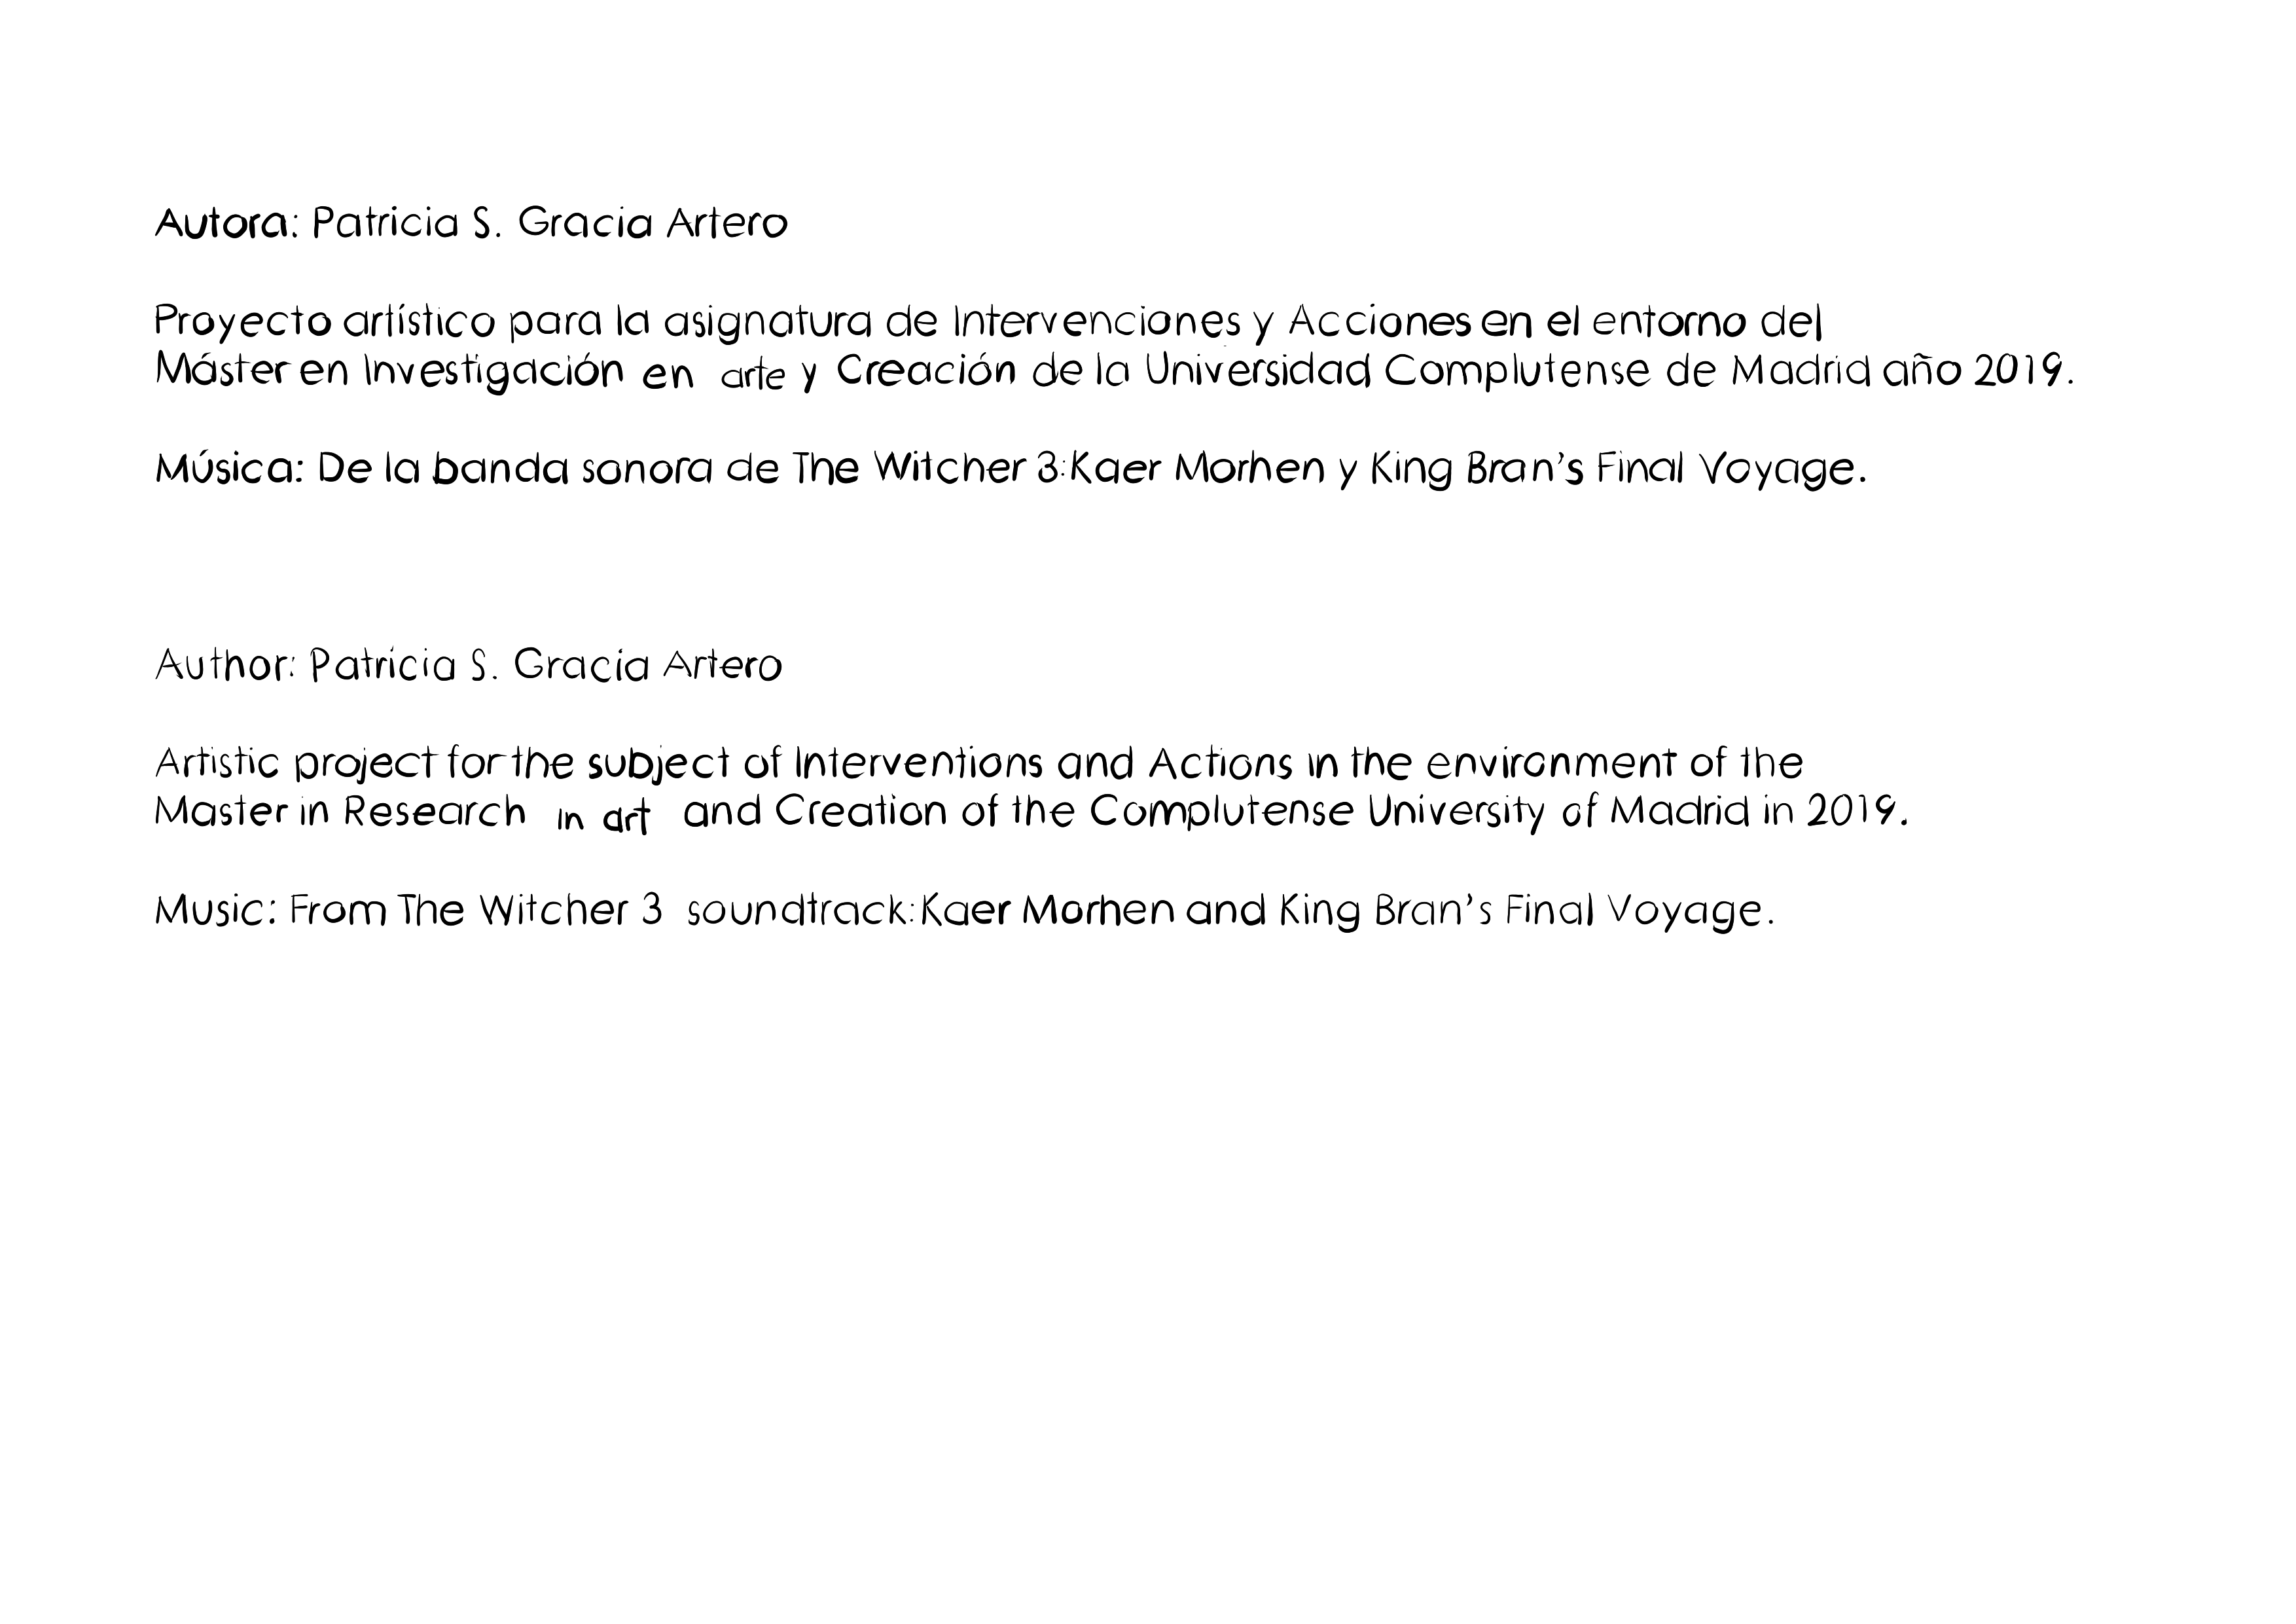 Autora: Patricia S. Gracia Artero
Proyecto artístico para la asignatura de Intervenciones y Acciones en el entorno del
Máster en Investigación en arte y Creación de la Universidad Complutense de Madrid año 2019.
Música: De la banda sonora de The Witcher 3:Kaer Morhen y King Bran's Final Voyage.
Author: Patricia S. Gracia Artero
Artistic project for the subject of Interventions and Actions in the environment of the
Master in Research in art and Creation of the Complutense University of Madrid in 2019.
Music: From The Witcher 3 soundtrack:Kaer Morhen and King Bran's Final Voyage.